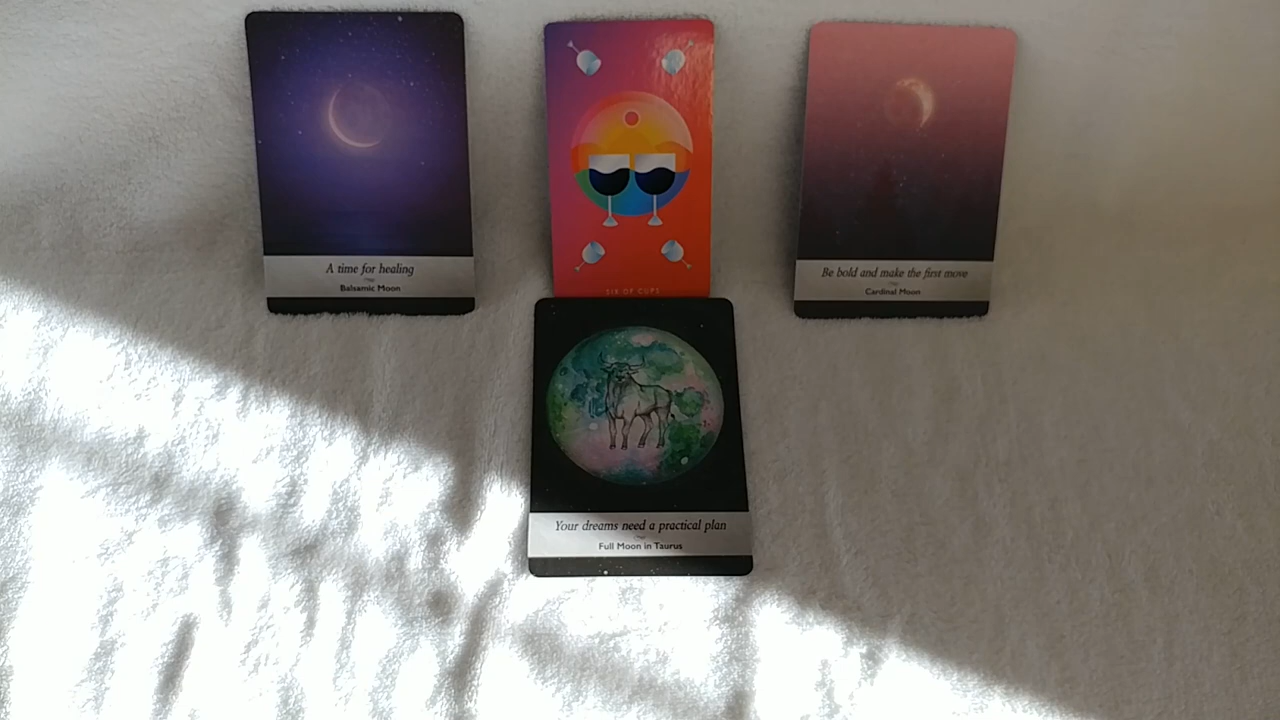 A time for healing
Balsamic Moon
SIX OF CUPS
Be bold and make the first move
Cardinal Moon
Your dreams need a practical plan
Full Moon in Taurus